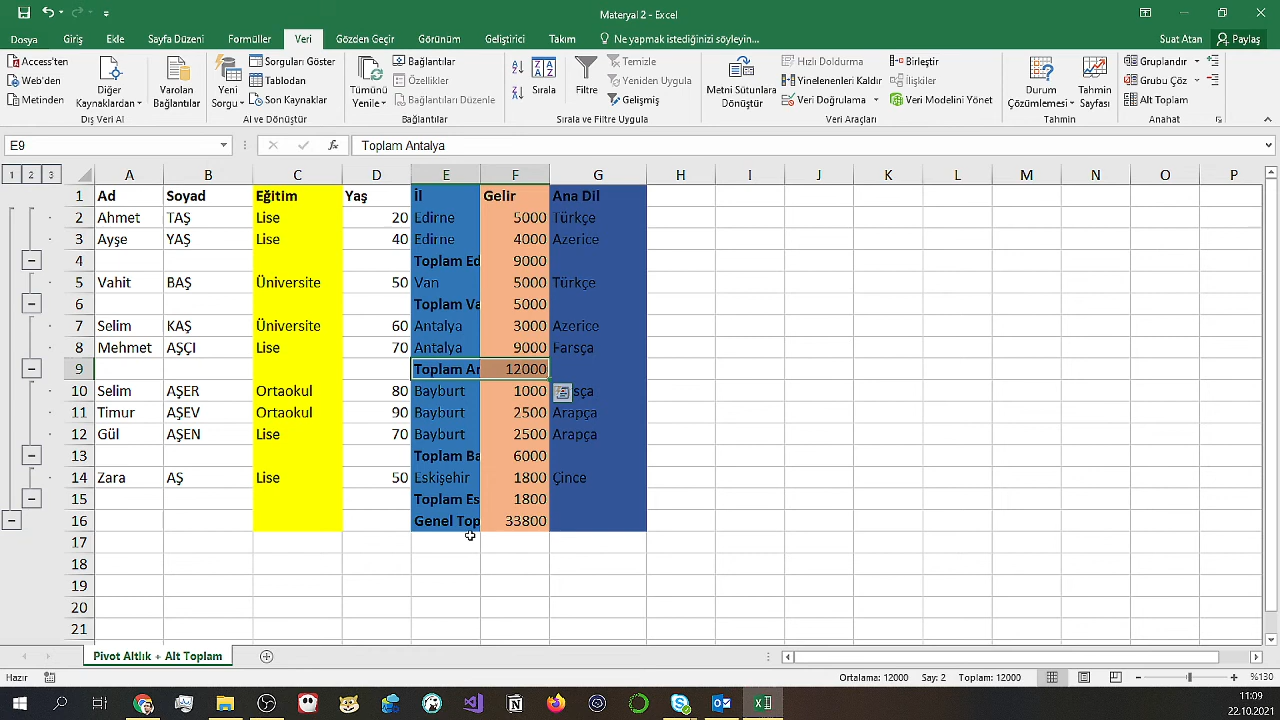 Materyal 2 - Excel
Dosya Giriş Ekle Sayfa Düzeni Formüller Veri Gözden Geçir Görünüm Geliştirici Takım Ne yapmak istediğinizi söyleyin... Suat Atan Paylaş
Access'ten
Web'den
Metinden
Diğer Kaynaklardan
Varolan Bağlantılar
Dış Veri Al
Yeni Sorgu
Sorguları Göster
Tablodan
Son Kaynaklar
Al ve Dönüştür
Tümünü Yenile
Bağlantılar
Özellikler
Bağlantıları Düzenle
Bağlantılar
Sırala
Filtre
Temizle
Yeniden Uygula
Gelişmiş
Sırala ve Filtre Uygula
Metni Sütunlara Dönüştür
Hızlı Doldurma
Yinelenenleri Kaldır
Veri Doğrulama
Birleştir
İlişkiler
Veri Modelini Yönet
Veri Araçları
Durum Çözümlemesi
Tahmin Sayfası
Tahmin
Gruplandır
Grubu Çöz
Alt Toplam
Anahat
E9 fx Toplam Antalya
1 2 3 A B C D E F G H I J K L M N O P
1 Ad Soyad Eğitim Yaş İl Gelir Ana Dil
2 Ahmet TAŞ Lise 20 Edirne 5000 Türkçe
3 Ayşe YAŞ Lise 40 Edirne 4000 Azerice
4 Toplam Ed 9000
5 Vahit BAŞ Üniversite 50 Van 5000 Türkçe
6 Toplam Va 5000
7 Selim KAŞ Üniversite 60 Antalya 3000 Azerice
8 Mehmet AŞÇI Lise 70 Antalya 9000 Farsça
9 Toplam An 12000
10 Selim AŞER Ortaokul 80 Bayburt 1000 sça
11 Timur AŞEV Ortaokul 90 Bayburt 2500 Arapça
12 Gül AŞEN Lise 70 Bayburt 2500 Arapça
13 Toplam Ba 6000
14 Zara AŞ Lise 50 Eskişehir 1800 Çince
15 Toplam Es 1800
16 Genel Top 33800
17
18
19
20
21
Pivot Altlık + Alt Toplam
Hazır Ortalama: 12000 Say: 2 Toplam: 12000 %130
11:09
22.10.2021